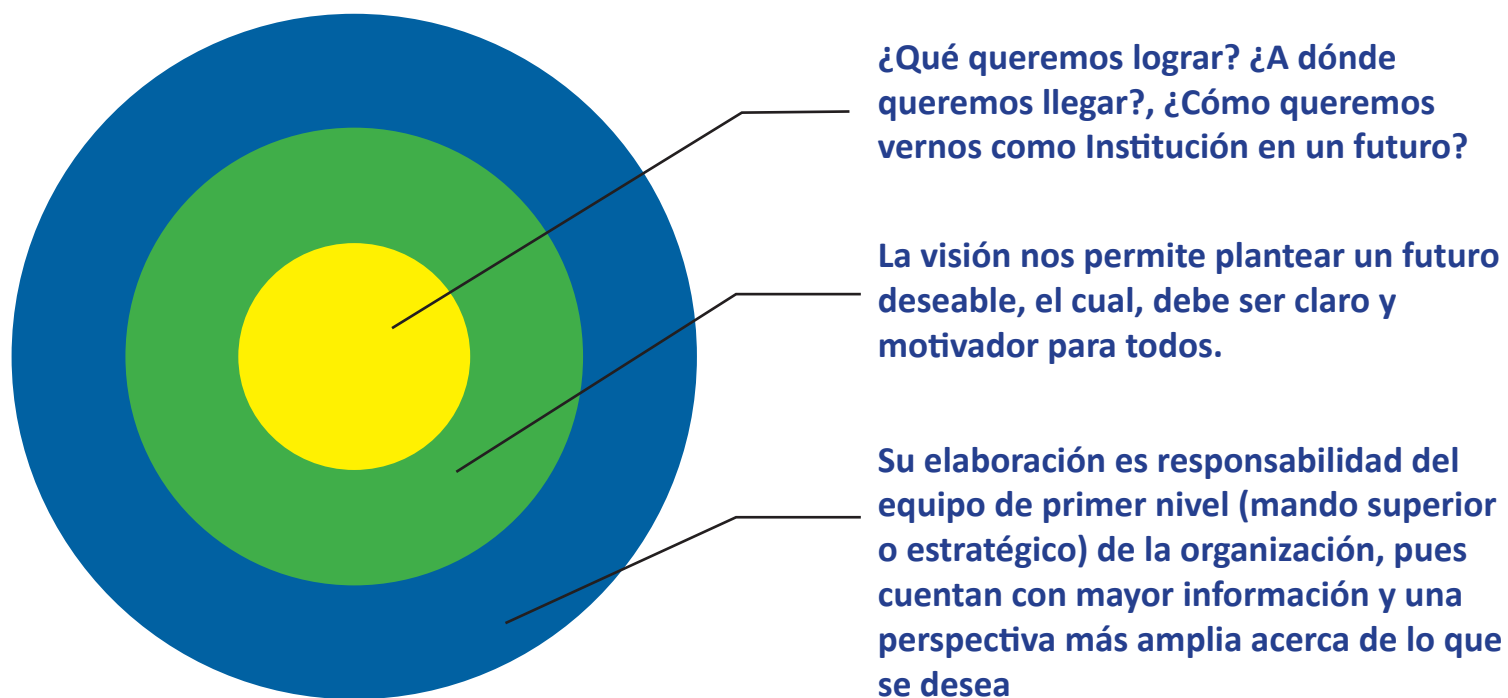 ¿Qué queremos lograr? ¿A dónde
queremos llegar?, ¿Cómo queremos
vernos como Institución en un futuro?
La visión nos permite plantear un futuro
deseable, el cual, debe ser claro y
motivador para todos.
Su elaboración es responsabilidad del
equipo de primer nivel (mando superior
o estratégico) de la organización, pues
cuentan con mayor información y una
perspectiva más amplia acerca de lo que
se desea